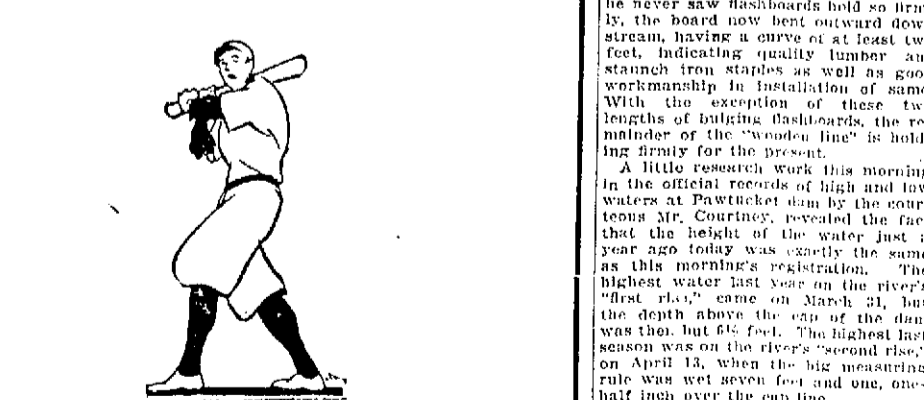 he never saw flashboards hold so firm-
ly, the board now bent outward dow
stream, having a curve of at least tw
feet, indicating quality lumber an
staunch iron staples as well as goo
workmanship in installation of same
With the exception of these tw
lengths of bulging flashboards, the re
mainder of the "wooden line" is hold
ing firmly for the present.
A little research work this morning
in the official records of high and low
waters at Pawtucket dam by the cour
teous Mr. Courtney, revealed the fac
that the height of the water just a
year ago today was exactly the same
as this morning's registration. The
highest water last year on the river's
"first rise," came on March 31, but
the depth above the cap of the dam
was then but 6¼ feet. The highest last
season was on the river's "second rise,"
on April 13, when the big measuring
rule was wet seven feet and one, one-
half inch over the cap line.